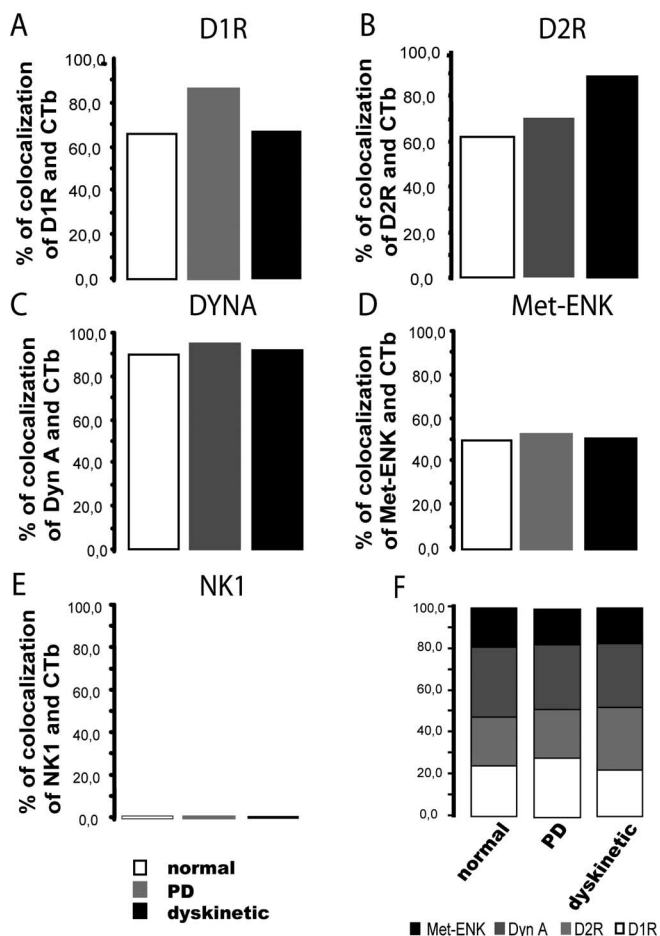 A
D1R
% of colocalization
of D1R and CTb
100,0
80,0
60,0
40,0
20,0
0,0
B
D2R
% of colocalization
of D2R and CTb
100,0
80,0
60,0
40,0
20,0
0,0
C
DYNA
% of colocalization
of Dyn A and CTb
100,0
80,0
60,0
40,0
20,0
0,0
D
Met-ENK
% of colocalization
of Met-ENK and CTb
100,0
80,0
60,0
40,0
20,0
0,0
E
NK1
% of colocalization
of NK1 and CTb
100,0
80,0
60,0
40,0
20,0
0,0
normal
PD
dyskinetic
F
100,0
80,0
60,0
40,0
20,0
0,0
normal
PD
dyskinetic
Met-ENK Dyn A D2R D1R